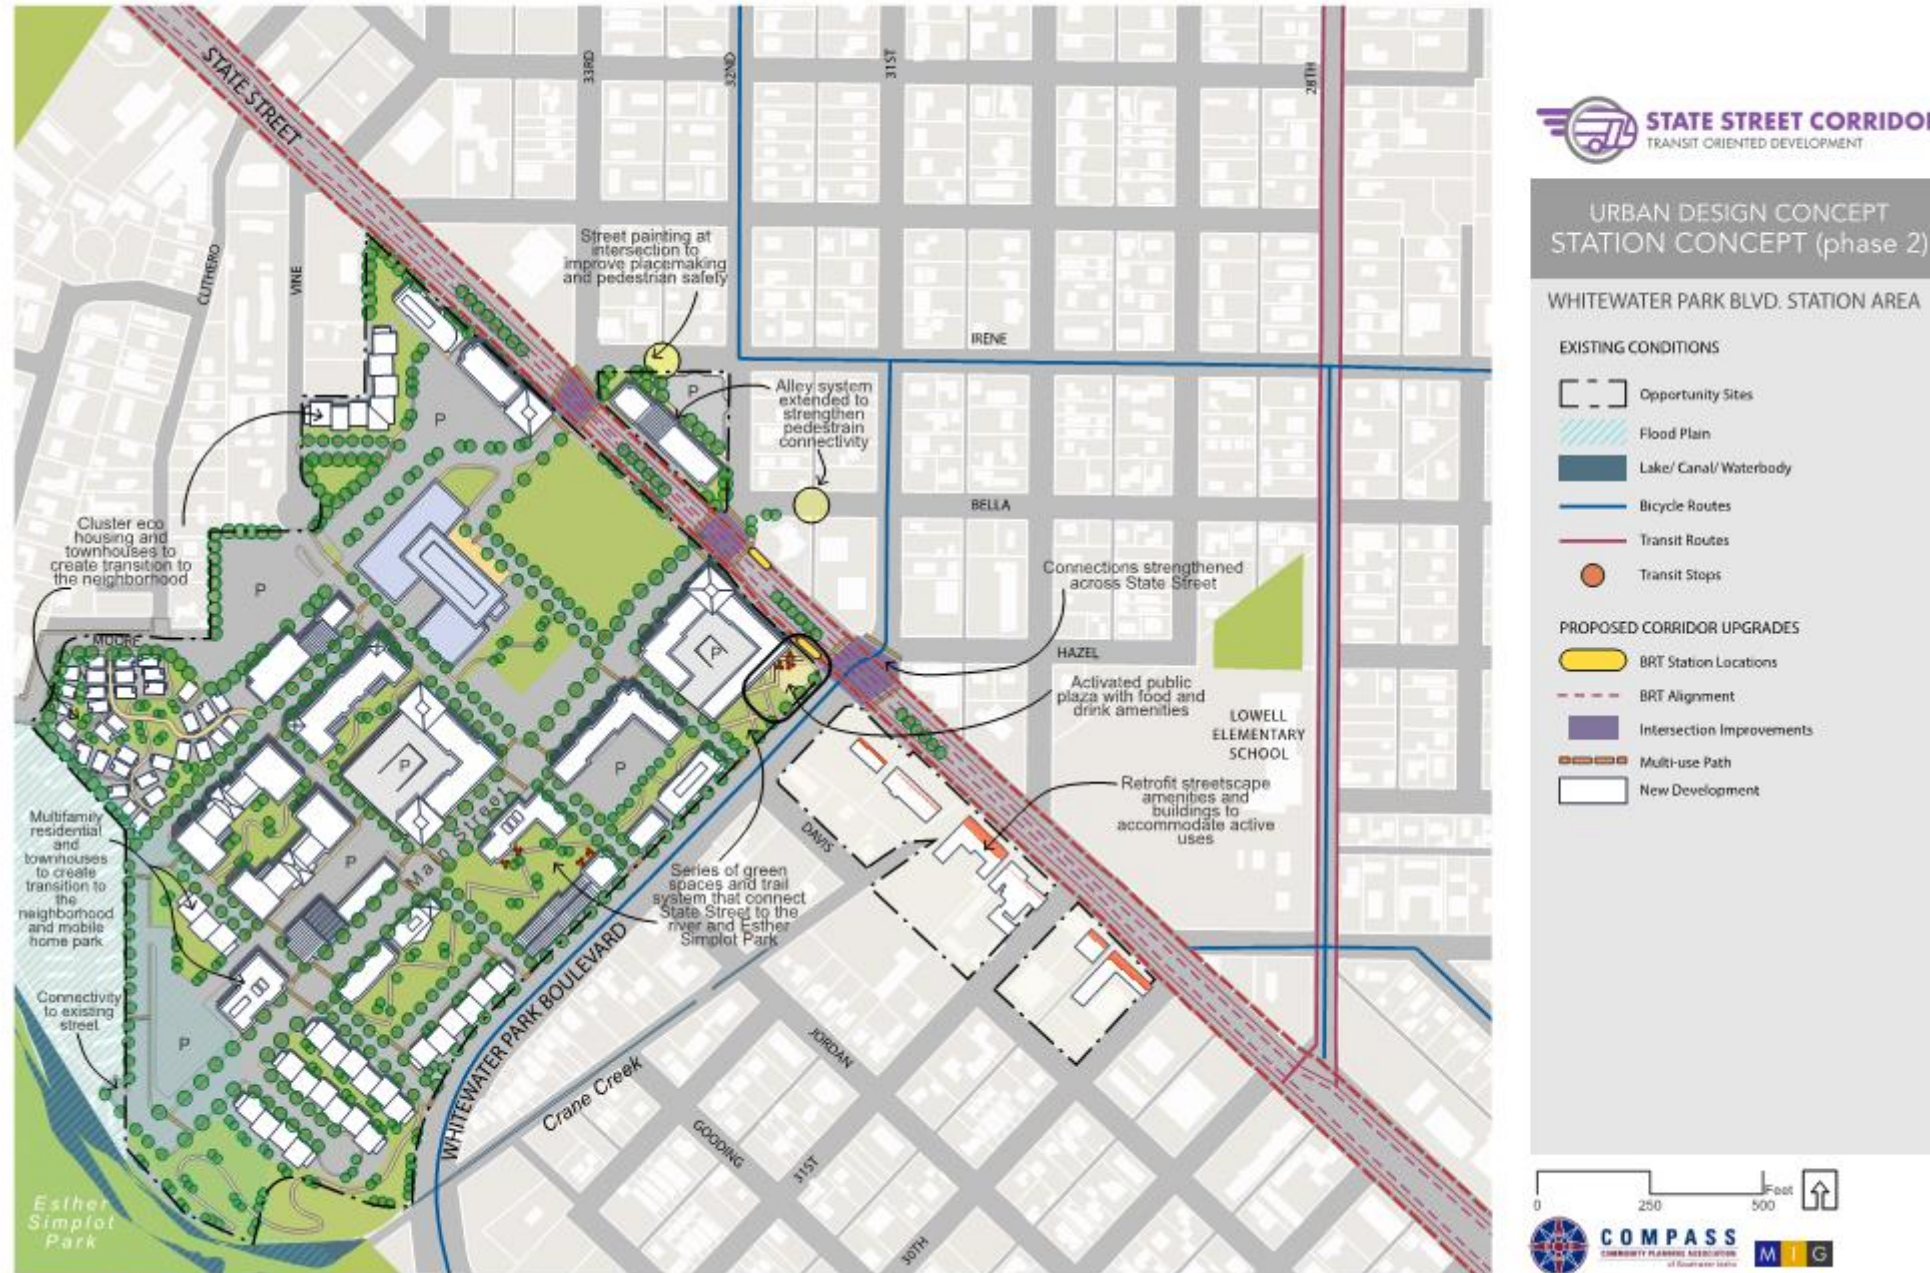 STATE STREET
33RD
32ND
31ST
28TH
CUTHERO
VINE
Street painting at
intersection to
improve placemaking
and pedestrian safety
IRENE
P
Alley system
extended to
strengthen
pedestrain
connectivity
P
BELLA
Cluster eco
housing and
townhouses to
create transition to
the neighborhood
P
Connections strengthened
across State Street
MOORE
P
HAZEL
Activated public
plaza with food and
drink amenities
LOWELL
ELEMENTARY
SCHOOL
P
P
Retrofit streetscape
amenities and
buildings to
accommodate active
uses
Multifamily
residential
and
townhouses
to create
transition to
the
neighborhood
and mobile
home park
P
Main Street
DAVIS
Series of green
spaces and trail
system that connect
State Street to the
river and Esther
Simplot Park
Connectivity
to existing
street
P
WHITEWATER PARK BOULEVARD
Crane Creek
JORDAN
GOODING
31ST
30TH
Esther
Simplot
Park
STATE STREET CORRIDOR
TRANSIT ORIENTED DEVELOPMENT
URBAN DESIGN CONCEPT
STATION CONCEPT (phase 2)
WHITEWATER PARK BLVD. STATION AREA
EXISTING CONDITIONS
Opportunity Sites
Flood Plain
Lake/ Canal/ Waterbody
Bicycle Routes
Transit Routes
Transit Stops
PROPOSED CORRIDOR UPGRADES
BRT Station Locations
BRT Alignment
Intersection Improvements
Multi-use Path
New Development
0 250 500 Feet
COMPASS
COMMUNITY PLANNING ASSOCIATION
of Southwest Idaho
M I G